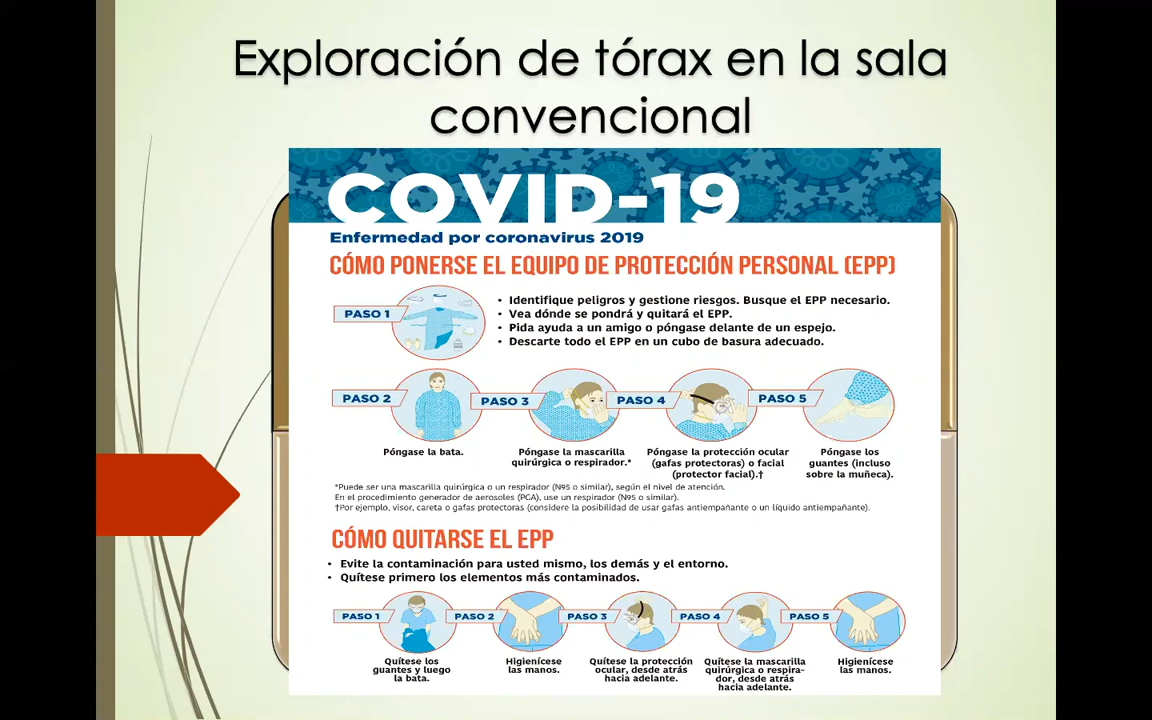 Exploración de tórax en la sala
convencional
COVID-19
Enfermedad por coronavirus 2019
CÓMO PONERSE EL EQUIPO DE PROTECCIÓN PERSONAL (EPP)
PASO 1
• Identifique peligros y gestione riesgos. Busque el EPP necesario.
• Vea dónde se pondrá y quitará el EPP.
• Pida ayuda a un amigo o póngase delante de un espejo.
• Descarte todo el EPP en un cubo de basura adecuado.
PASO 2
Póngase la bata.
PASO 3
Póngase la mascarilla
quirúrgica o respirador.*
PASO 4
Póngase la protección ocular
(gafas protectoras) o facial
(protector facial).†
PASO 5
Póngase los
guantes (incluso
sobre la muñeca).
*Puede ser una mascarilla quirúrgica o un respirador (N95 o similar), según el nivel de atención.
En el procedimiento generador de aerosoles (PGA), use un respirador (N95 o similar).
†Por ejemplo, visor, careta o gafas protectoras (considere la posibilidad de usar gafas antiempañante o un líquido antiempañante).
CÓMO QUITARSE EL EPP
• Evite la contaminación para usted mismo, los demás y el entorno.
• Quítese primero los elementos más contaminados.
PASO 1
Quítese los
guantes y luego
la bata.
PASO 2
Higienícese
las manos.
PASO 3
Quítese la protección
ocular, desde atrás
hacia adelante.
PASO 4
Quítese la mascarilla
quirúrgica o respira-
dor, desde atrás
hacia adelante.
PASO 5
Higienícese
las manos.